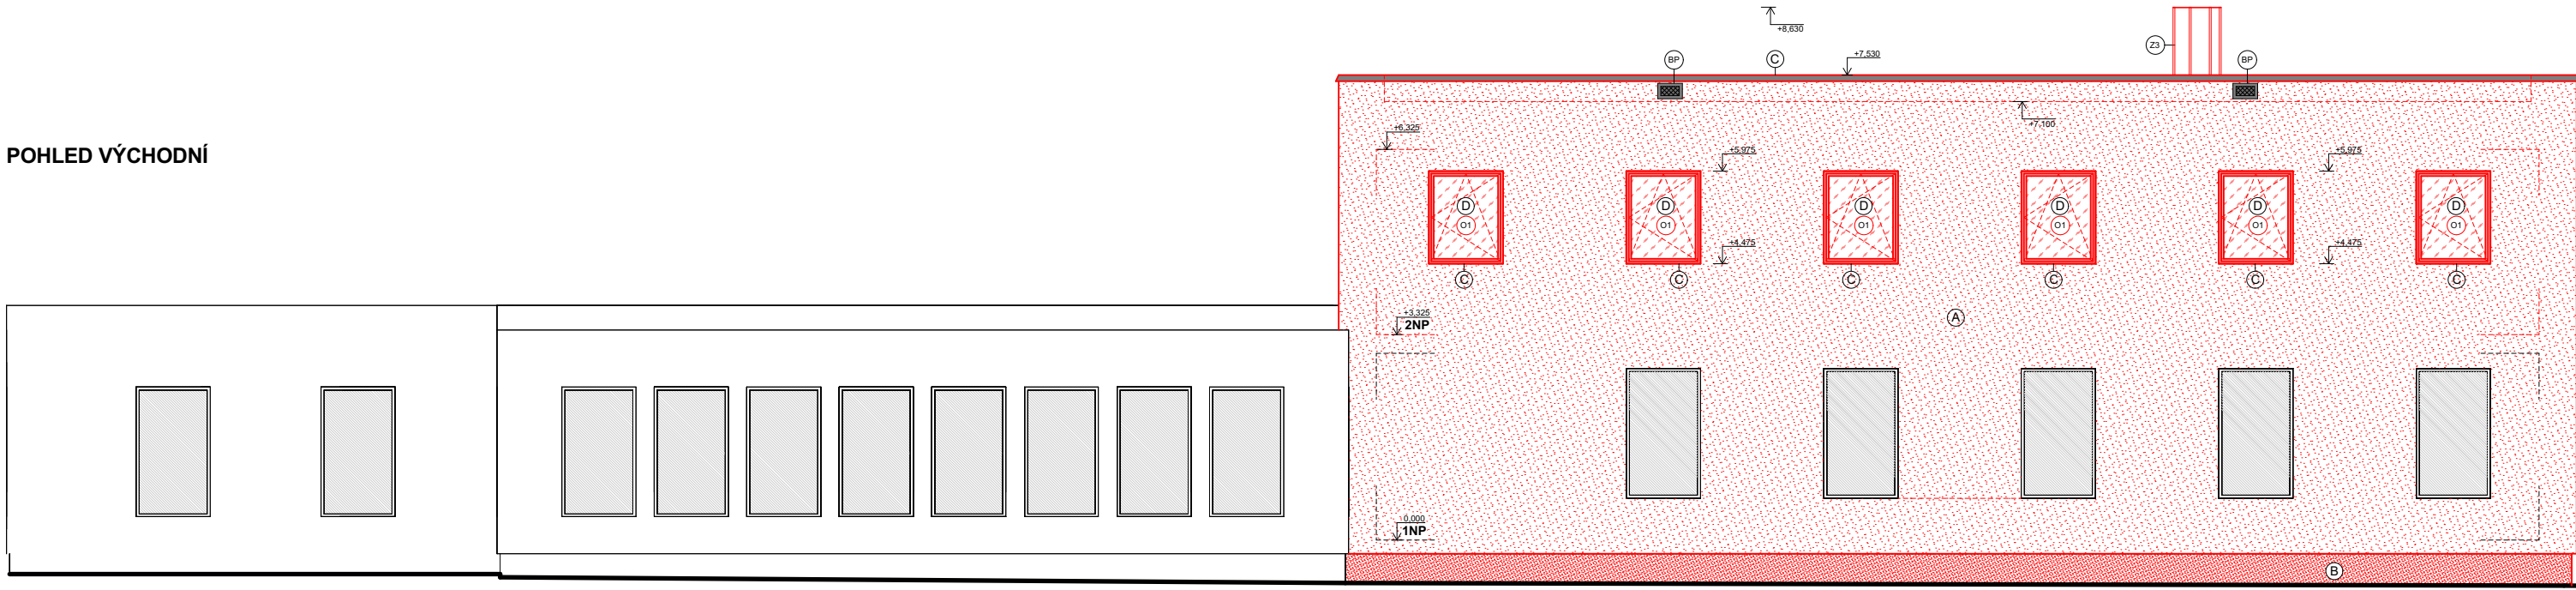 +8,630
Z3
BP
C
+7,530
BP
+7,100
+6,325
POHLED VÝCHODNÍ
+5,975
+5,975
D
D
D
D
D
D
O1
O1
O1
O1
O1
O1
+4,475
+4,475
C
C
C
C
C
C
+3,325
2NP
A
0,000
1NP
B